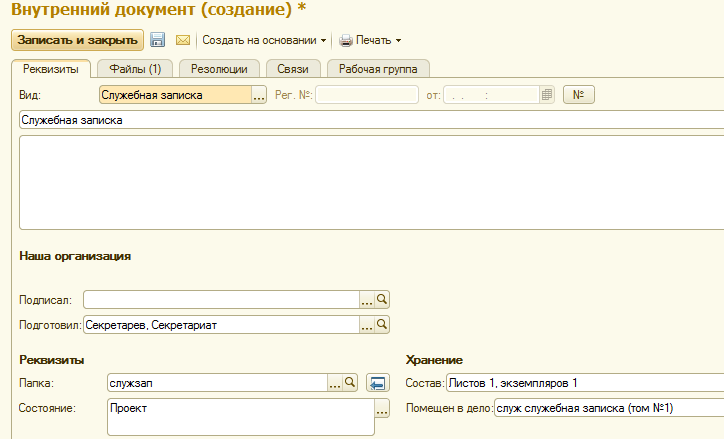 Внутренний документ (создание) *
Записать и закрыть Создать на основании Печать
Реквизиты Файлы (1) Резолюции Связи Рабочая группа
Вид: Служебная записка ... Рег. №: от: . . : №
Служебная записка
Наша организация
Подписал: ...
Подготовил: Секретарев, Секретариат ...
Реквизиты Хранение
Папка: служзап ... Состав: Листов 1, экземпляров 1
Состояние: Проект ... Помещен в дело: служ служебная записка (том №1)